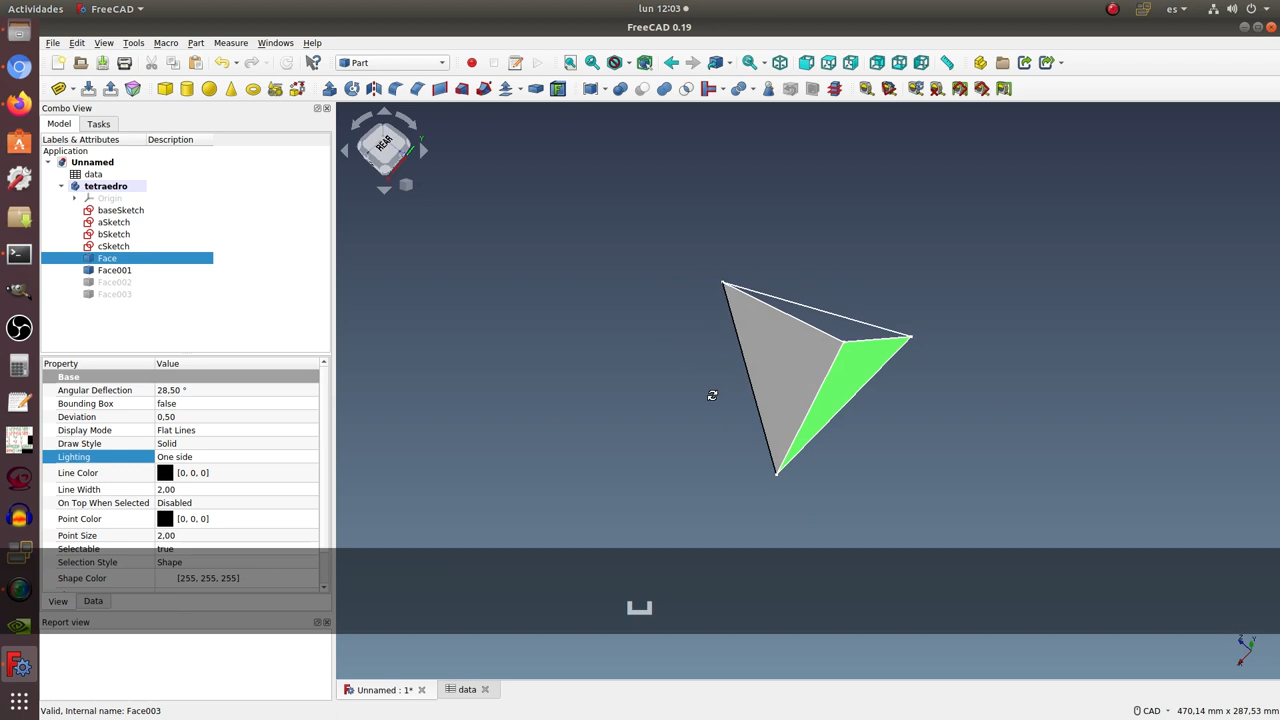 Actividades
FreeCAD
lun 12:03
es
FreeCAD 0.19
File Edit View Tools Macro Part Measure Windows Help
Part
Combo View
Model Tasks
Labels & Attributes Description
Application
Unnamed
data
tetraedro
Origin
baseSketch
aSketch
bSketch
cSketch
Face
Face001
Face002
Face003
REAR
Y
Property Value
Base
Angular Deflection 28,50 °
Bounding Box false
Deviation 0,50
Display Mode Flat Lines
Draw Style Solid
Lighting One side
Line Color [0, 0, 0]
Line Width 2,00
On Top When Selected Disabled
Point Color [0, 0, 0]
Point Size 2,00
Selectable true
Selection Style Shape
Shape Color [255, 255, 255]
View Data
Report view
Z Y
Unnamed : 1* data
Valid, Internal name: Face003
CAD 470,14 mm x 287,53 mm